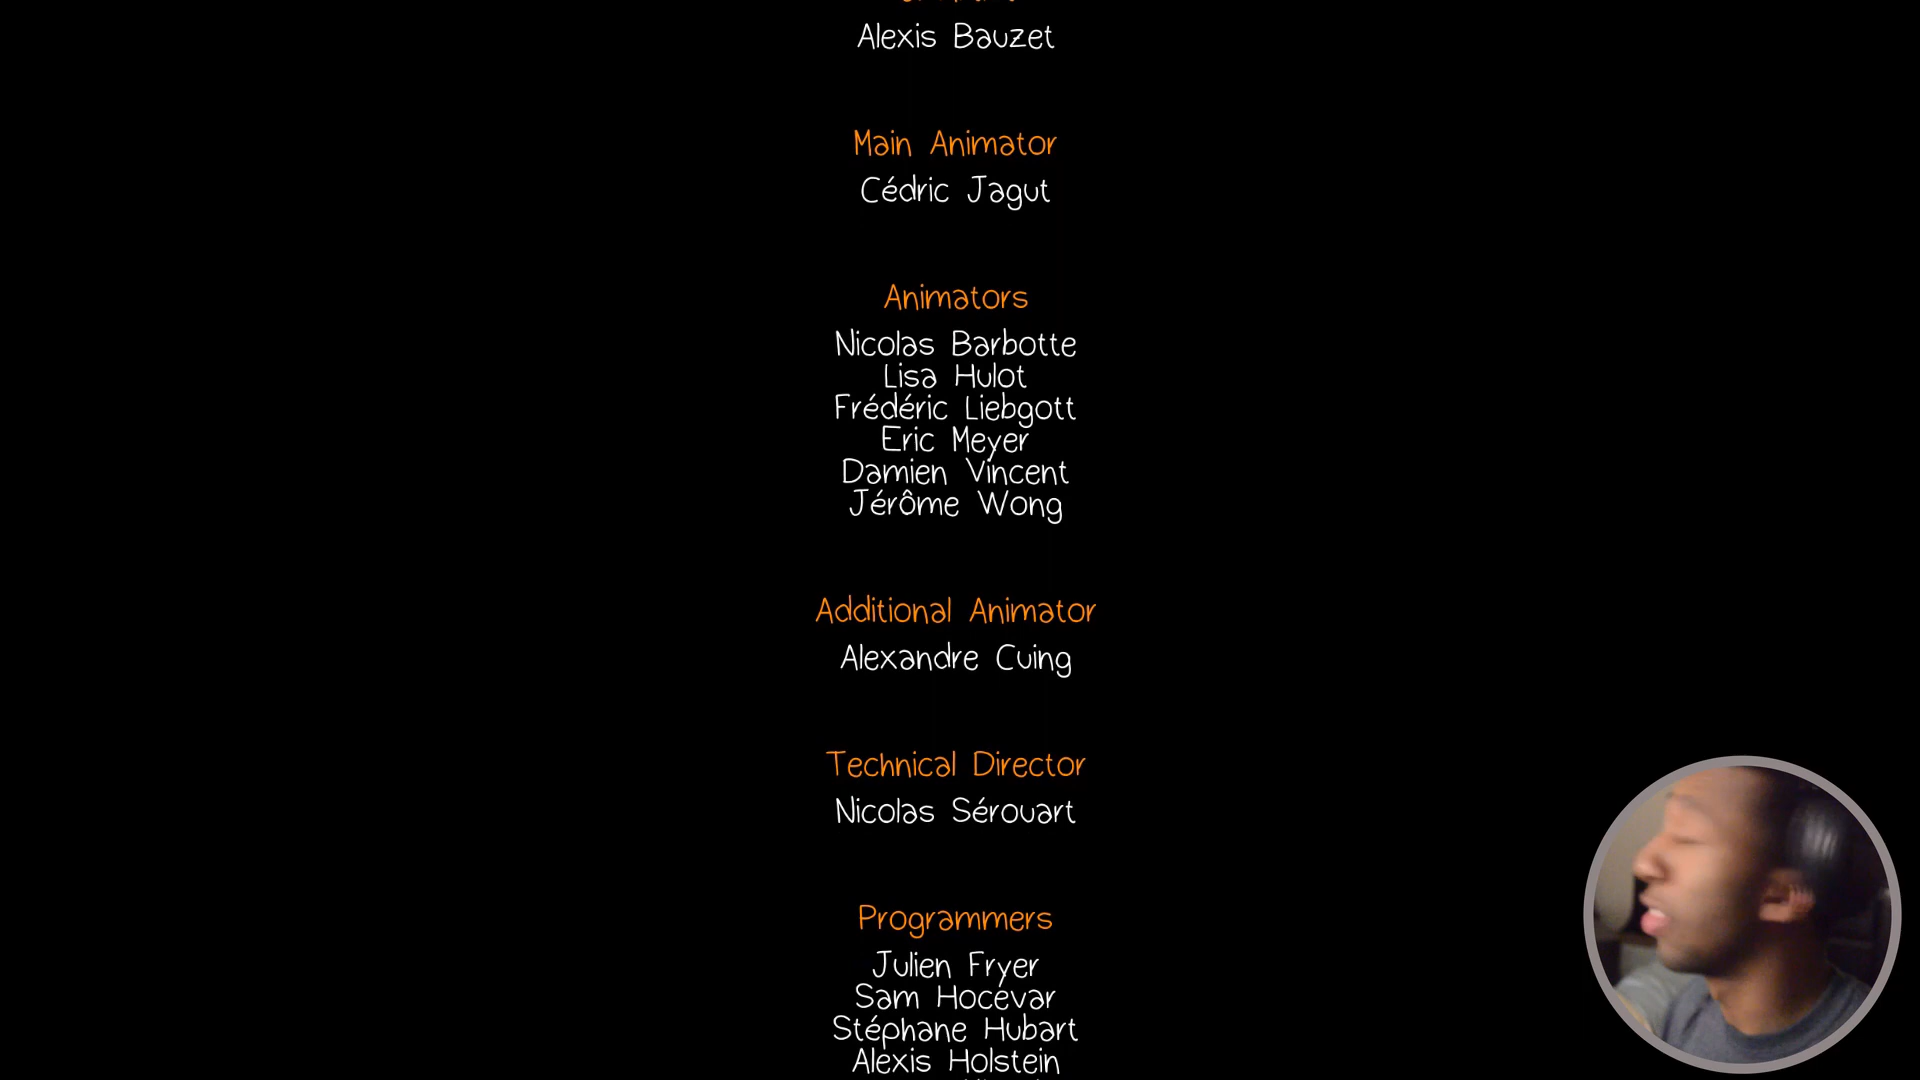 Alexis Bauzet
Main Animator
Cédric Jagut
Animators
Nicolas Barbotte
Lisa Hulot
Frédéric Liebgott
Eric Meyer
Damien Vincent
Jérôme Wong
Additional Animator
Alexandre Cuing
Technical Director
Nicolas Sérouart
Programmers
Julien Fryer
Sam Hocevar
Stéphane Hubart
Alexis Holstein